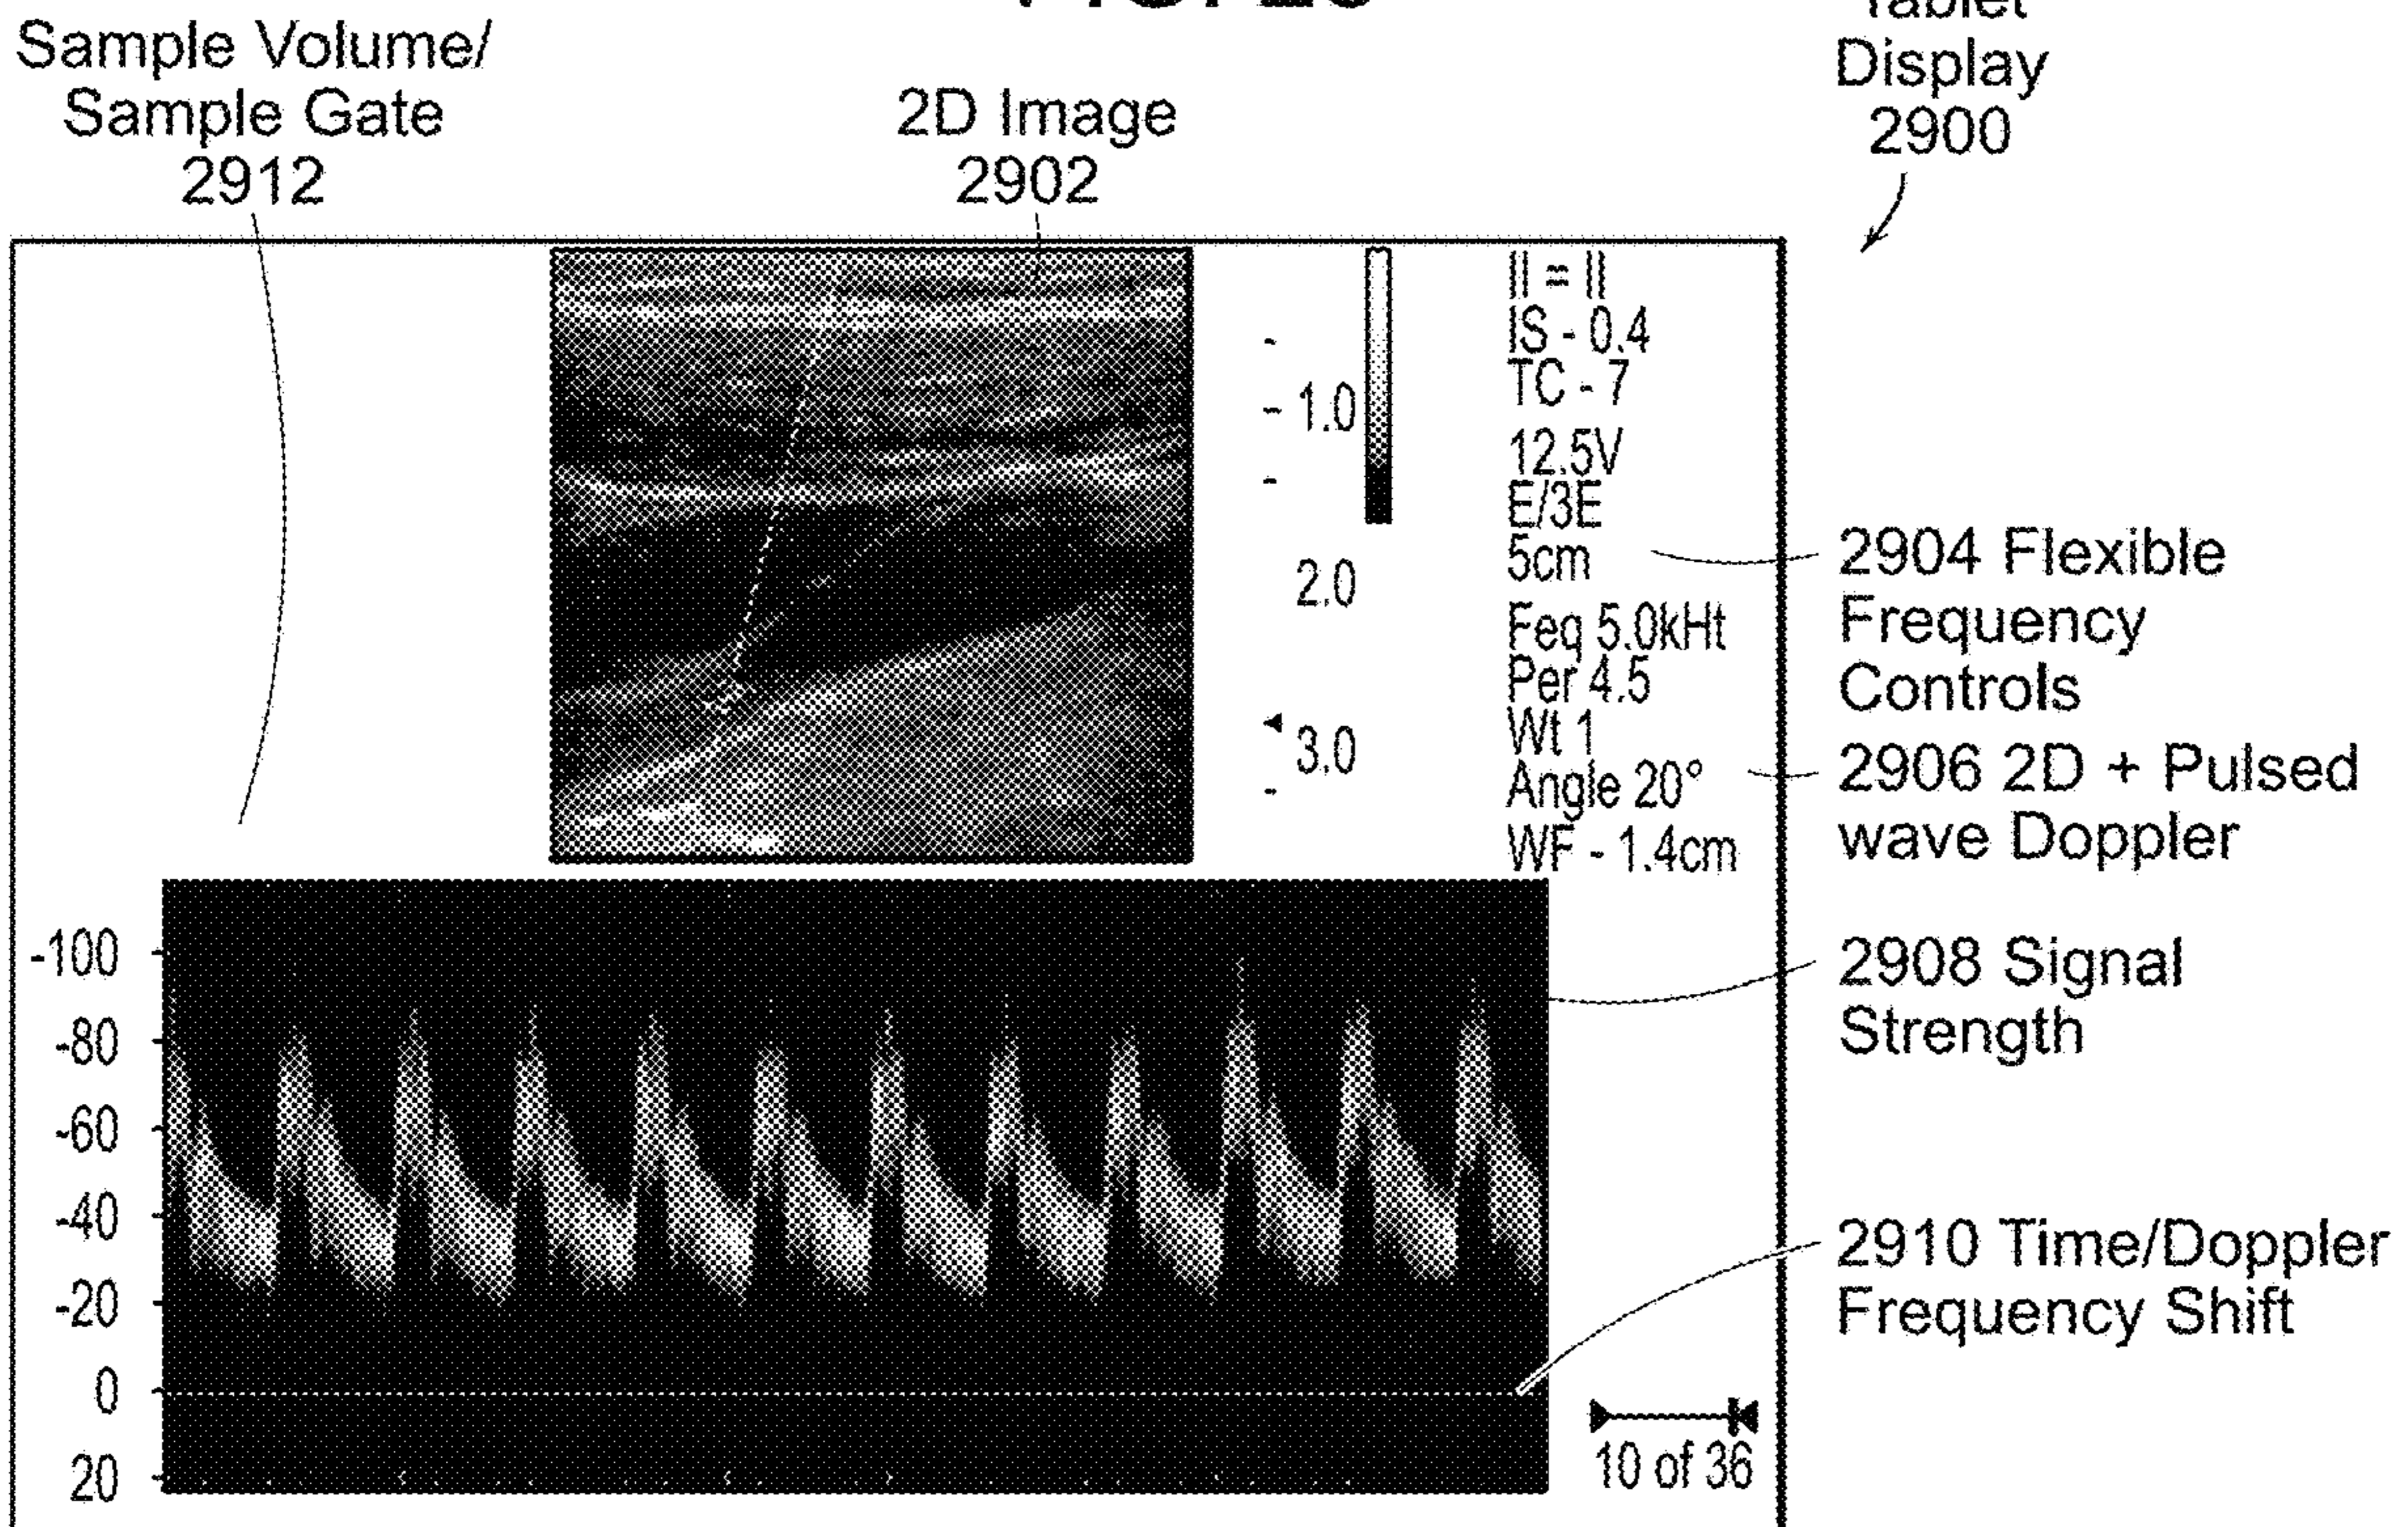 Sample Volume/
Sample Gate
2912
2D Image
2902
Tablet
Display
2900
II = II
IS - 0.4
TC - 7
12.5V
E/3E
5cm
Feq 5.0kHt
Per 4.5
Wt 1
Angle 20°
WF - 1.4cm
- 1.0
2.0
3.0
2904 Flexible
Frequency
Controls
2906 2D + Pulsed
wave Doppler
2908 Signal
Strength
2910 Time/Doppler
Frequency Shift
-100
-80
-60
-40
-20
0
20
10 of 36